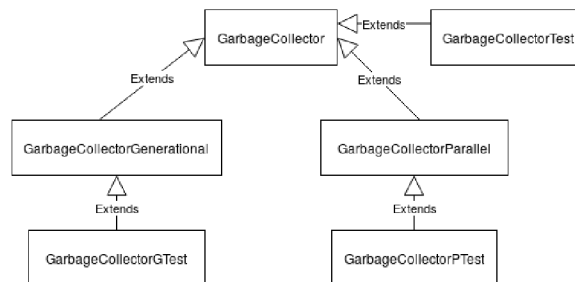 GarbageCollector
Extends
GarbageCollectorTest
Extends
Extends
GarbageCollectorGenerational
GarbageCollectorParallel
Extends
Extends
GarbageCollectorGTest
GarbageCollectorPTest